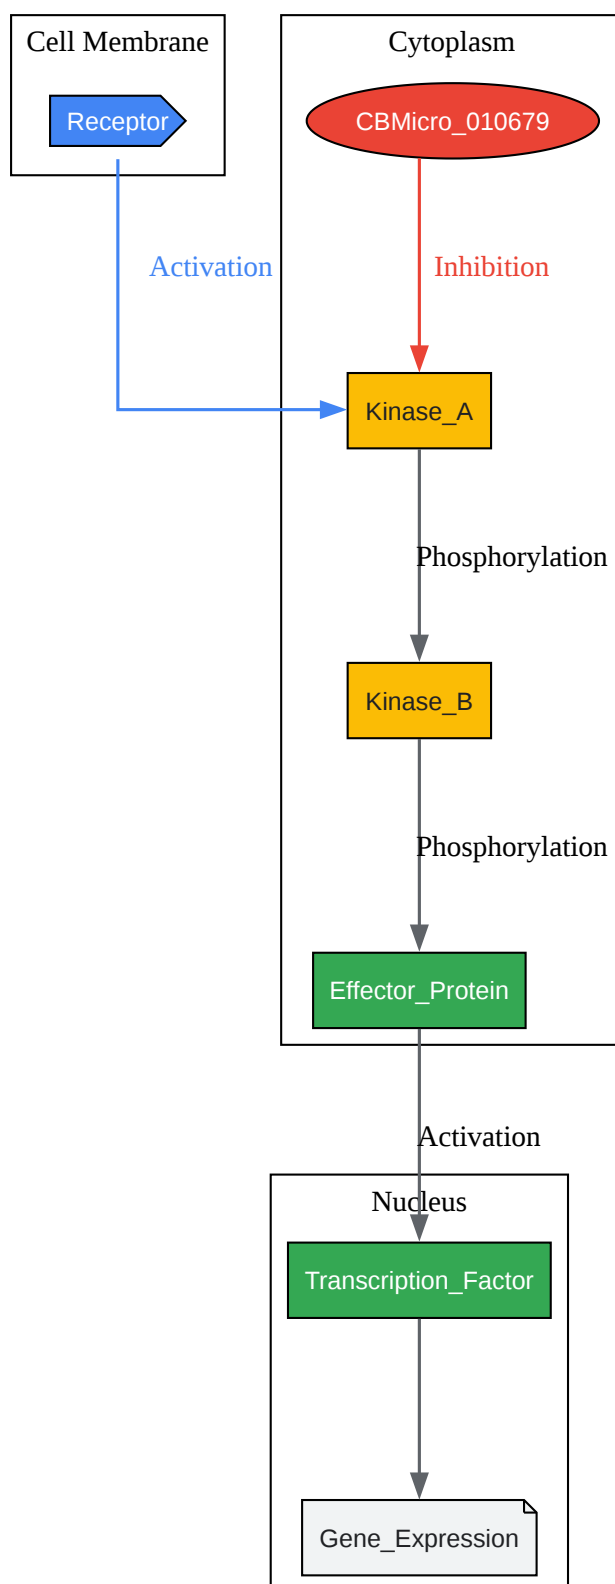 Cell Membrane
Cytoplasm
Receptor
CBMicro_010679
Activation
Inhibition
Kinase_A
Phosphorylation
Kinase_B
Phosphorylation
Effector_Protein
Activation
Nucleus
Transcription_Factor
Gene_Expression